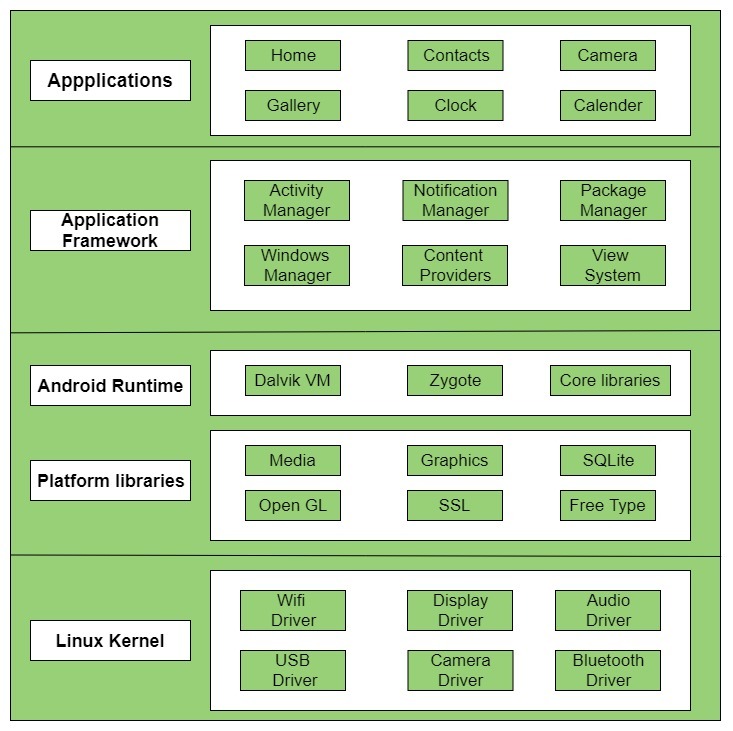 Appplications
Home
Contacts
Camera
Gallery
Clock
Calender
Application
Framework
Activity
Manager
Notification
Manager
Package
Manager
Windows
Manager
Content
Providers
View
System
Android Runtime
Dalvik VM
Zygote
Core libraries
Platform libraries
Media
Graphics
SQLite
Open GL
SSL
Free Type
Linux Kernel
Wifi
Driver
Display
Driver
Audio
Driver
USB
Driver
Camera
Driver
Bluetooth
Driver